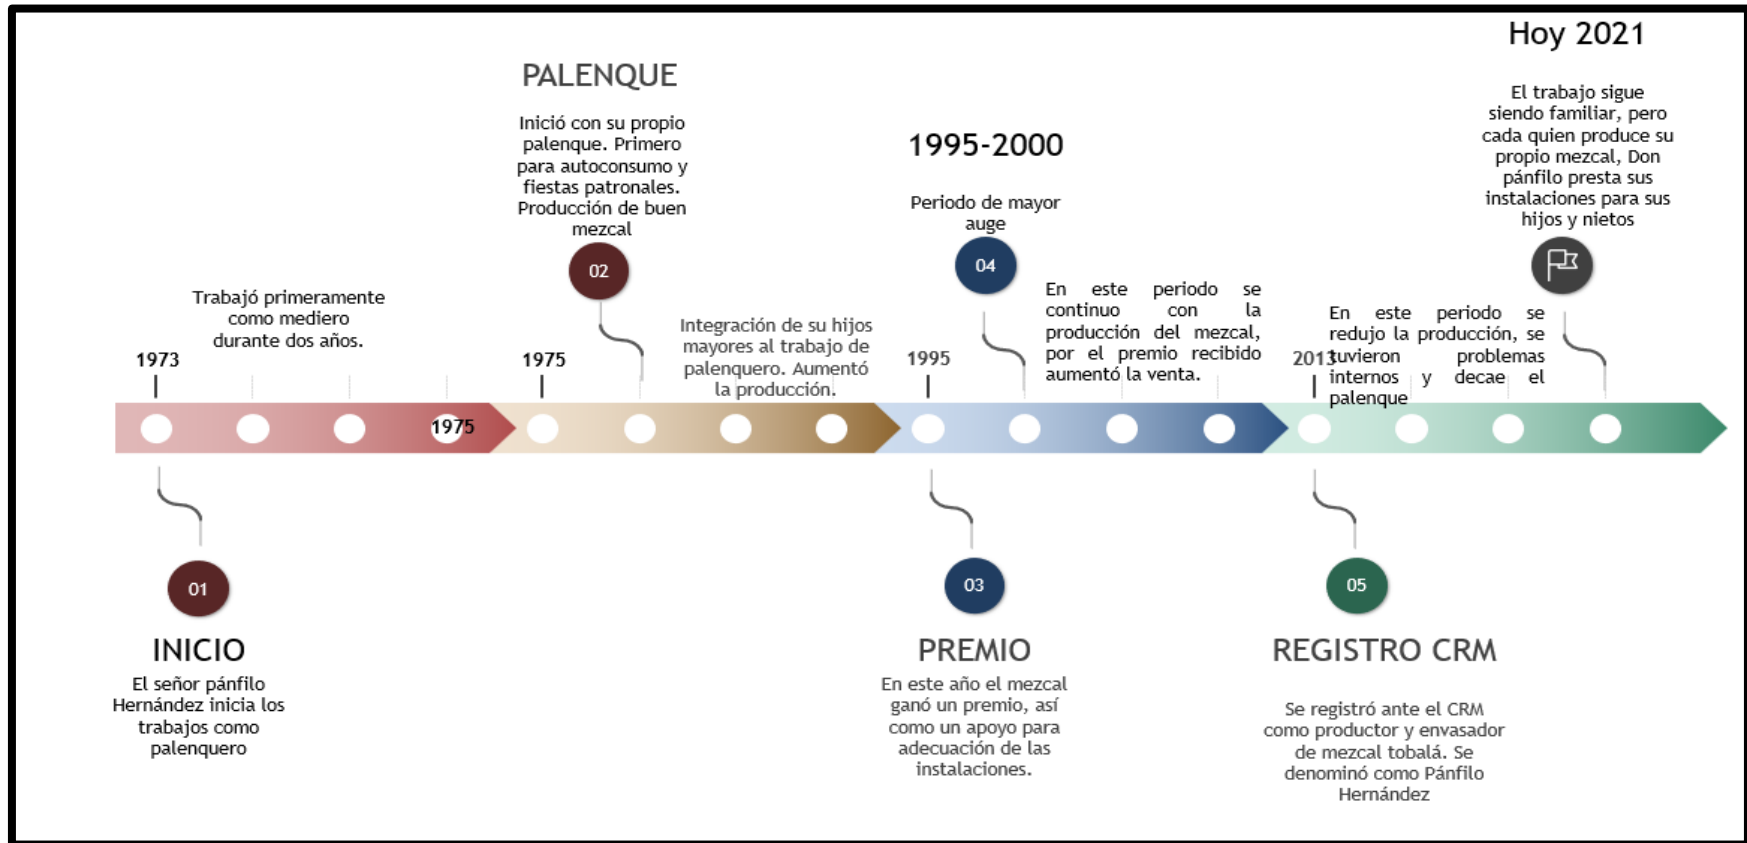 Hoy 2021
El trabajo sigue
siendo familiar, pero
cada quien produce su
propio mezcal, Don
pánfilo presta sus
instalaciones para sus
hijos y nietos
PALENQUE
Inició con su propio
palenque. Primero
para autoconsumo y
fiestas patronales.
Producción de buen
mezcal
02
1995-2000
Periodo de mayor
auge
04
Trabajó primeramente
como mediero
durante dos años.
Integración de su hijos
mayores al trabajo de
palenquero. Aumentó
la producción.
En este periodo se
continuo con la
producción del mezcal,
por el premio recibido
aumentó la venta.
En este periodo se
redujo la producción, se
tuvieron problemas
internos y decae el
palenque
1973
1975
1995
2013
1975
01
INICIO
El señor pánfilo
Hernández inicia los
trabajos como
palenquero
03
PREMIO
En este año el mezcal
ganó un premio, así
como un apoyo para
adecuación de las
instalaciones.
05
REGISTRO CRM
Se registró ante el CRM
como productor y envasador
de mezcal tobalá. Se
denominó como Pánfilo
Hernández